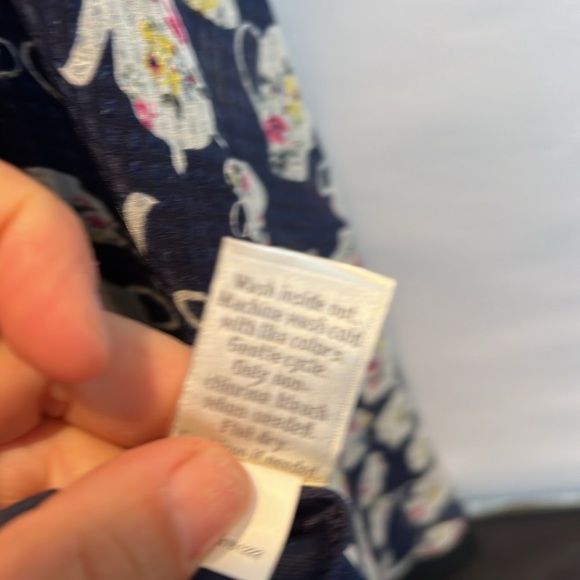 Wash inside out.
Machine wash cold
with like colors.
Gentle cycle.
Only non-
chlorine bleach
when needed.
Flat dry.
if needed